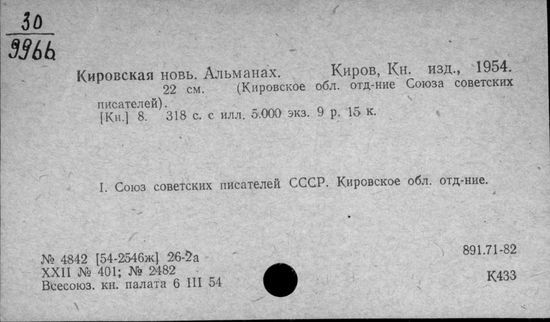 30
9966
Кировская новь. Альманах. Киров, Кн. изд., 1954.
22 см. (Кировское обл. отд-ние Союза советских
писателей).
[Кн.] 8. 318 с. с илл. 5.000 экз. 9 р. 15 к.
I. Союз советских писателей СССР. Кировское обл. отд-ние.
№ 4842 [54-2546ж] 26-2а
XXII № 401; № 2482
Всесоюз. кн. палата 6 III 54
891.71-82
К433